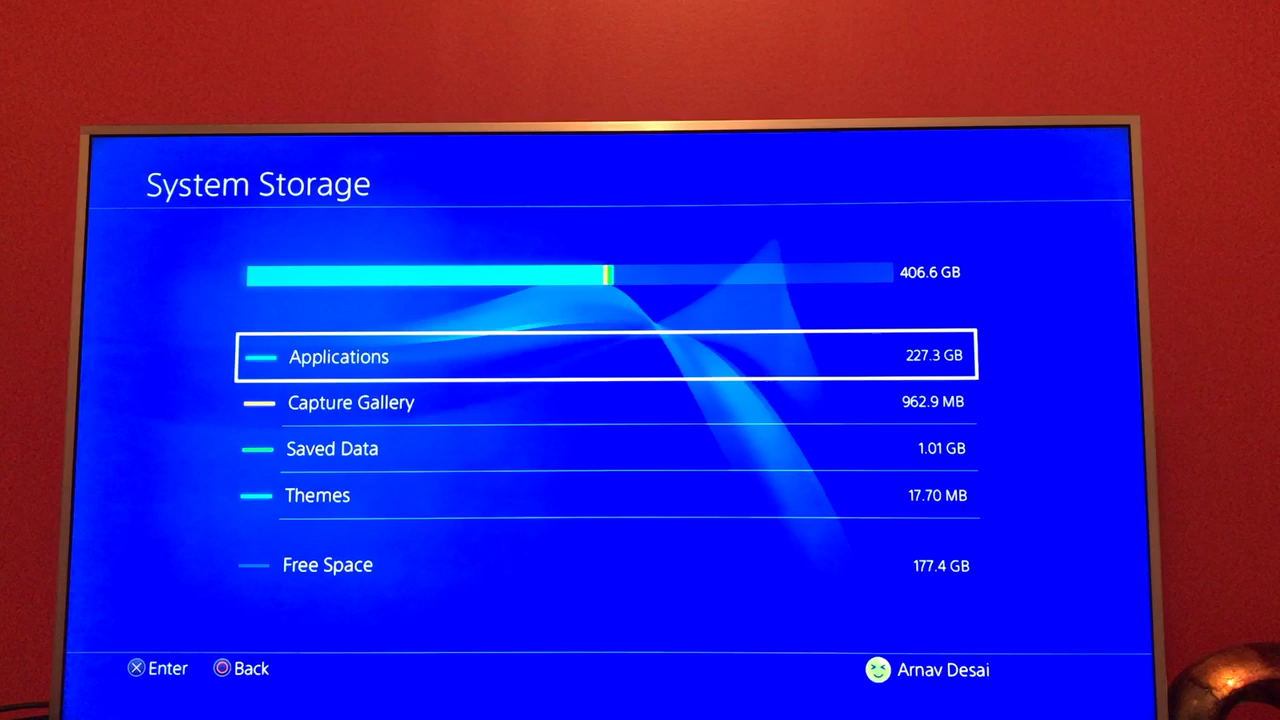 System Storage
406.6 GB
Applications 227.3 GB
Capture Gallery 962.9 MB
Saved Data 1.01 GB
Themes 17.70 MB
Free Space 177.4 GB
Enter Back Arnav Desai